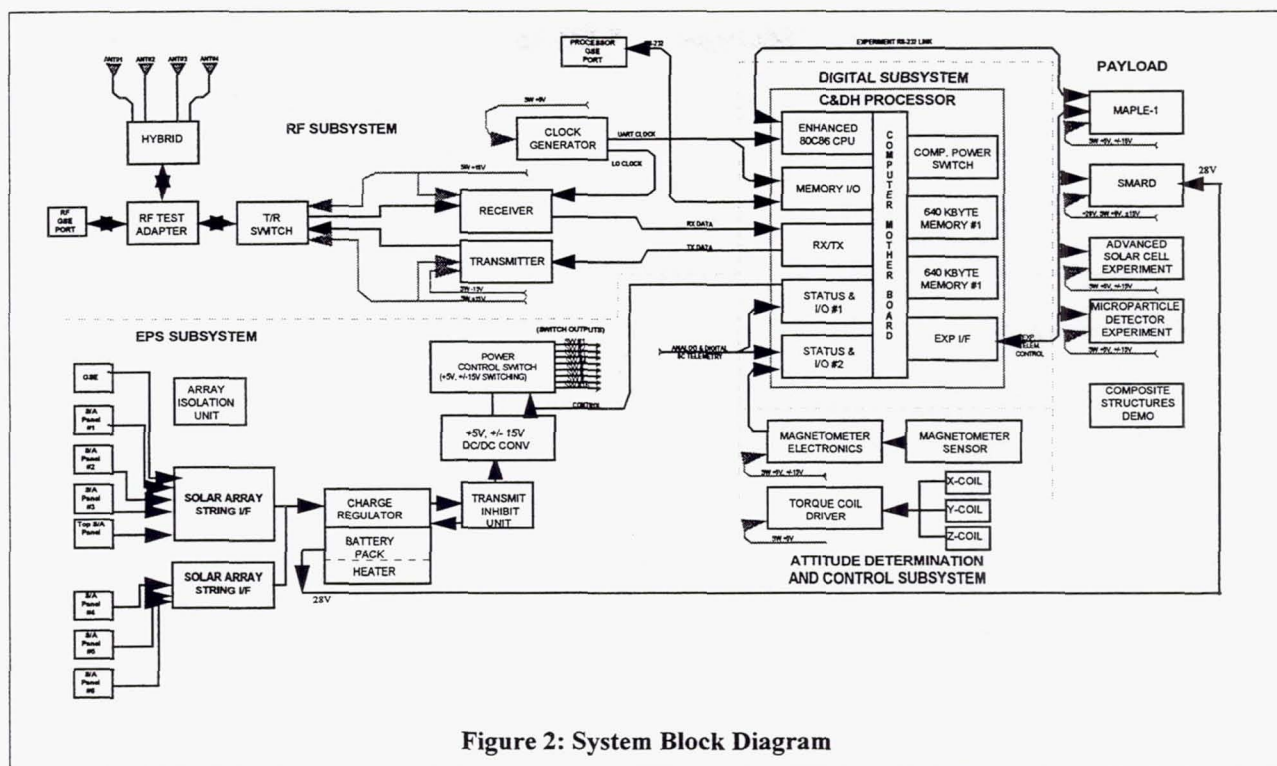 ANT#1
ANT#2
ANT#3
ANT#4
HYBRID
RF SUBSYSTEM
RF
GSE
PORT
RF TEST
ADAPTER
T/R
SWITCH
PROCESSOR
GSE
PORT
RS-232
CLOCK
GENERATOR
UART CLOCK
LO CLOCK
RECEIVER
RX DATA
TRANSMITTER
TX DATA
EXPERIMENT RS-232 LINK
DIGITAL SUBSYSTEM
C&DH PROCESSOR
ENHANCED
80C86 CPU
MEMORY I/O
RX/TX
STATUS &
I/O #1
STATUS &
I/O #2
COMPUTER MOTHER BOARD
COMP. POWER
SWITCH
640 KBYTE
MEMORY #1
640 KBYTE
MEMORY #1
EXP I/F
EXP.
TELEM.
CONTROL
ANALOG & DIGITAL
SC TELEMETRY
PAYLOAD
MAPLE-1
SMARD
28V
ADVANCED
SOLAR CELL
EXPERIMENT
MICROPARTICLE
DETECTOR
EXPERIMENT
COMPOSITE
STRUCTURES
DEMO
EPS SUBSYSTEM
GSE
S/A
Panel
#1
S/A
Panel
#2
S/A
Panel
#3
Top S/A
Panel
S/A
Panel
#4
S/A
Panel
S/A
Panel
ARRAY
ISOLATION
UNIT
SOLAR ARRAY
STRING I/F
SOLAR ARRAY
STRING I/F
(SWITCH OUTPUTS)
POWER
CONTROL SWITCH
(+5V, +/-15V SWITCHING)
CONTROL
+5V, +/- 15V
DC/DC CONV
TRANSMIT
INHIBIT
UNIT
CHARGE
REGULATOR
BATTERY
PACK
HEATER
28V
MAGNETOMETER
ELECTRONICS
MAGNETOMETER
SENSOR
TORQUE COIL
DRIVER
X-COIL
Y-COIL
Z-COIL
ATTITUDE DETERMINATION
AND CONTROL SUBSYSTEM
Figure 2: System Block Diagram